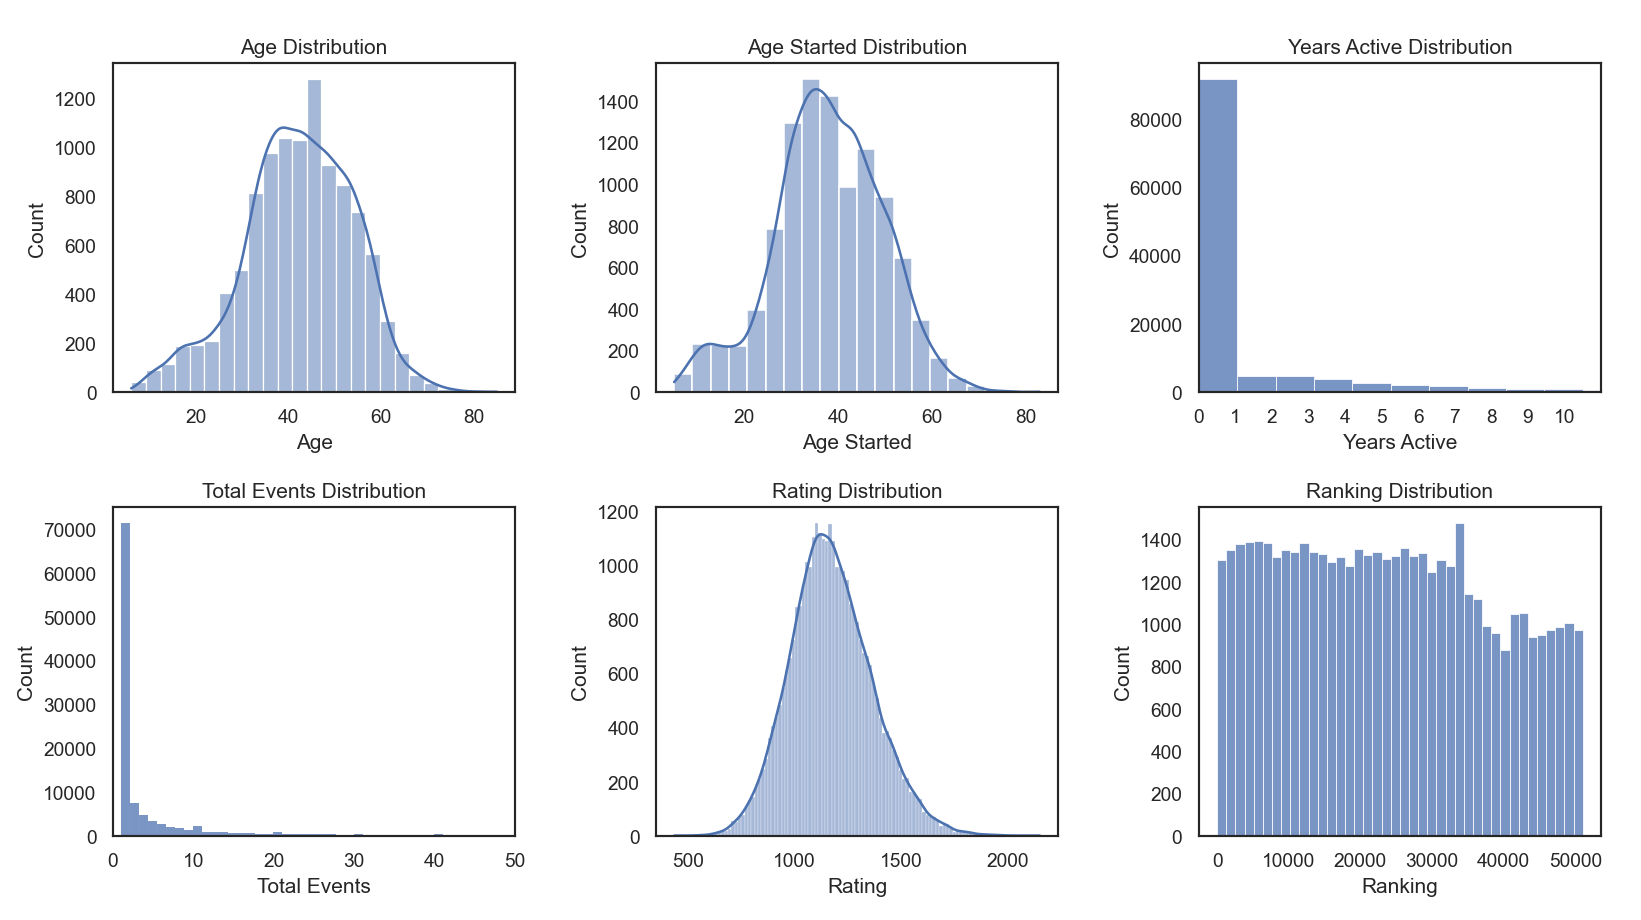 Age Distribution
1200
1000
800
600
400
200
0
Count
20 40 60 80
Age
Age Started Distribution
1400
1200
1000
800
600
400
200
0
Count
20 40 60 80
Age Started
Years Active Distribution
80000
60000
40000
20000
0
Count
0 1 2 3 4 5 6 7 8 9 10
Years Active
Total Events Distribution
70000
60000
50000
40000
30000
20000
10000
0
Count
0 10 20 30 40 50
Total Events
Rating Distribution
1200
1000
800
600
400
200
0
Count
500 1000 1500 2000
Rating
Ranking Distribution
1400
1200
1000
800
600
400
200
0
Count
0 10000 20000 30000 40000 50000
Ranking